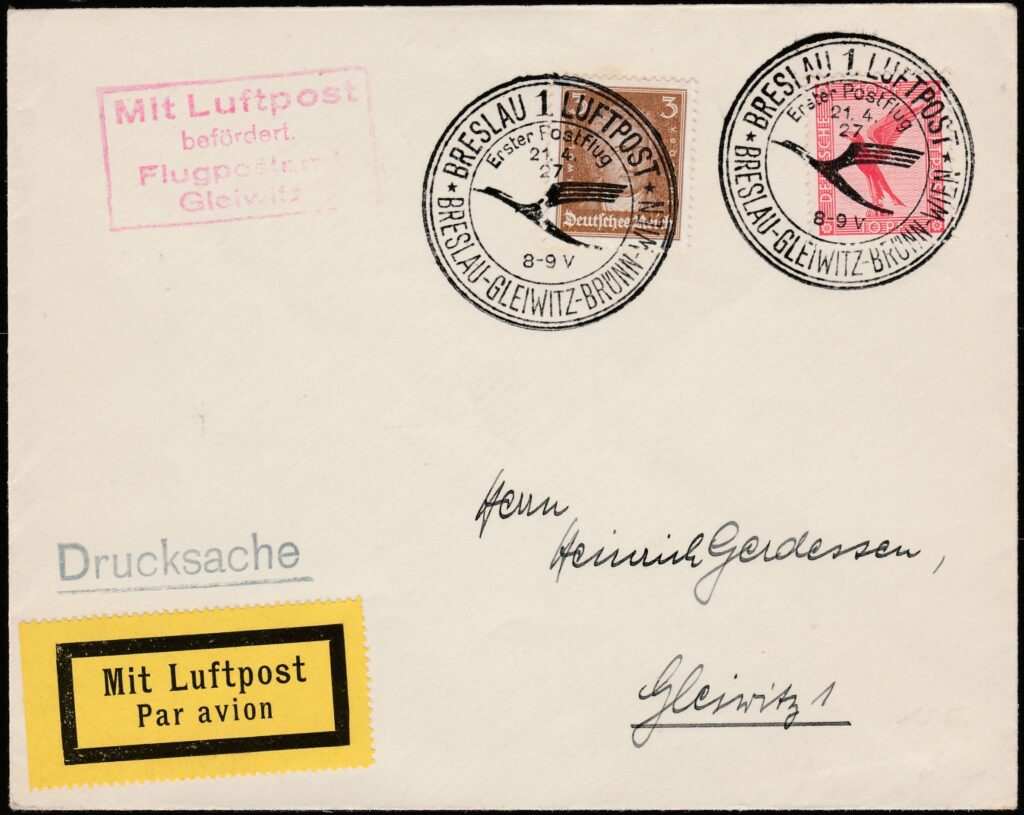 Mit Luftpost
befördert.
Gleiwitz
BRESLAU 1. LUFTPOST
Erster PostFlug
21. 4.
27
8-9 V
BRESLAU-GLEIWITZ-BRÜNN-WIEN
3
Deutsches Reich
BRESLAU 1. LUFTPOST
Erster PostFlug
21. 4.
27
8-9 V
BRESLAU-GLEIWITZ-BRÜNN-WIEN
Herrn
Heinrich Gerdessen,
Gleiwitz 1
Drucksache
Mit Luftpost
Par avion